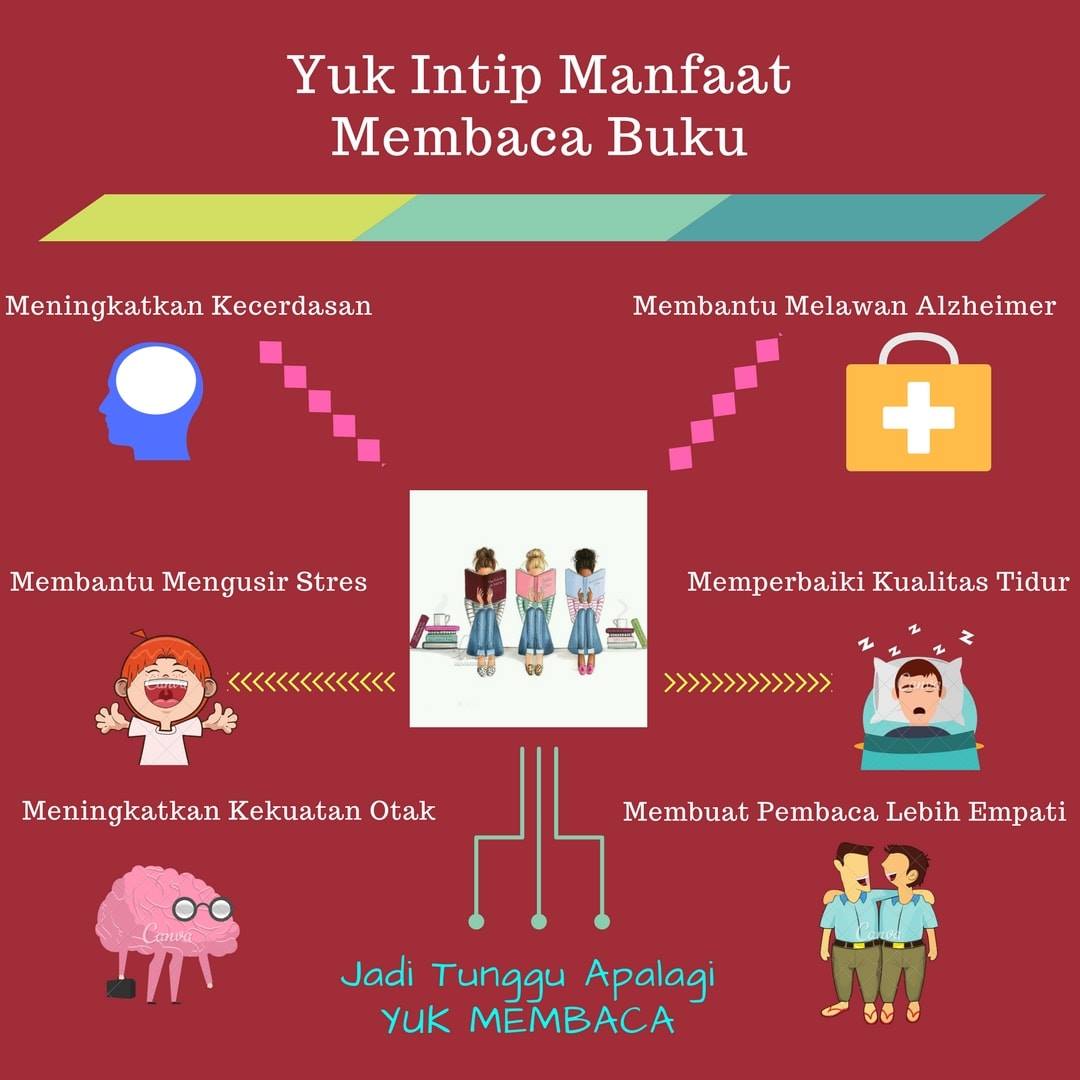 Yuk Intip Manfaat
Membaca Buku
Meningkatkan Kecerdasan
Membantu Melawan Alzheimer
Membantu Mengusir Stres
Memperbaiki Kualitas Tidur
z z z z z
Meningkatkan Kekuatan Otak
Membuat Pembaca Lebih Empati
Canva
Canva
Jadi Tunggu Apalagi
YUK MEMBACA